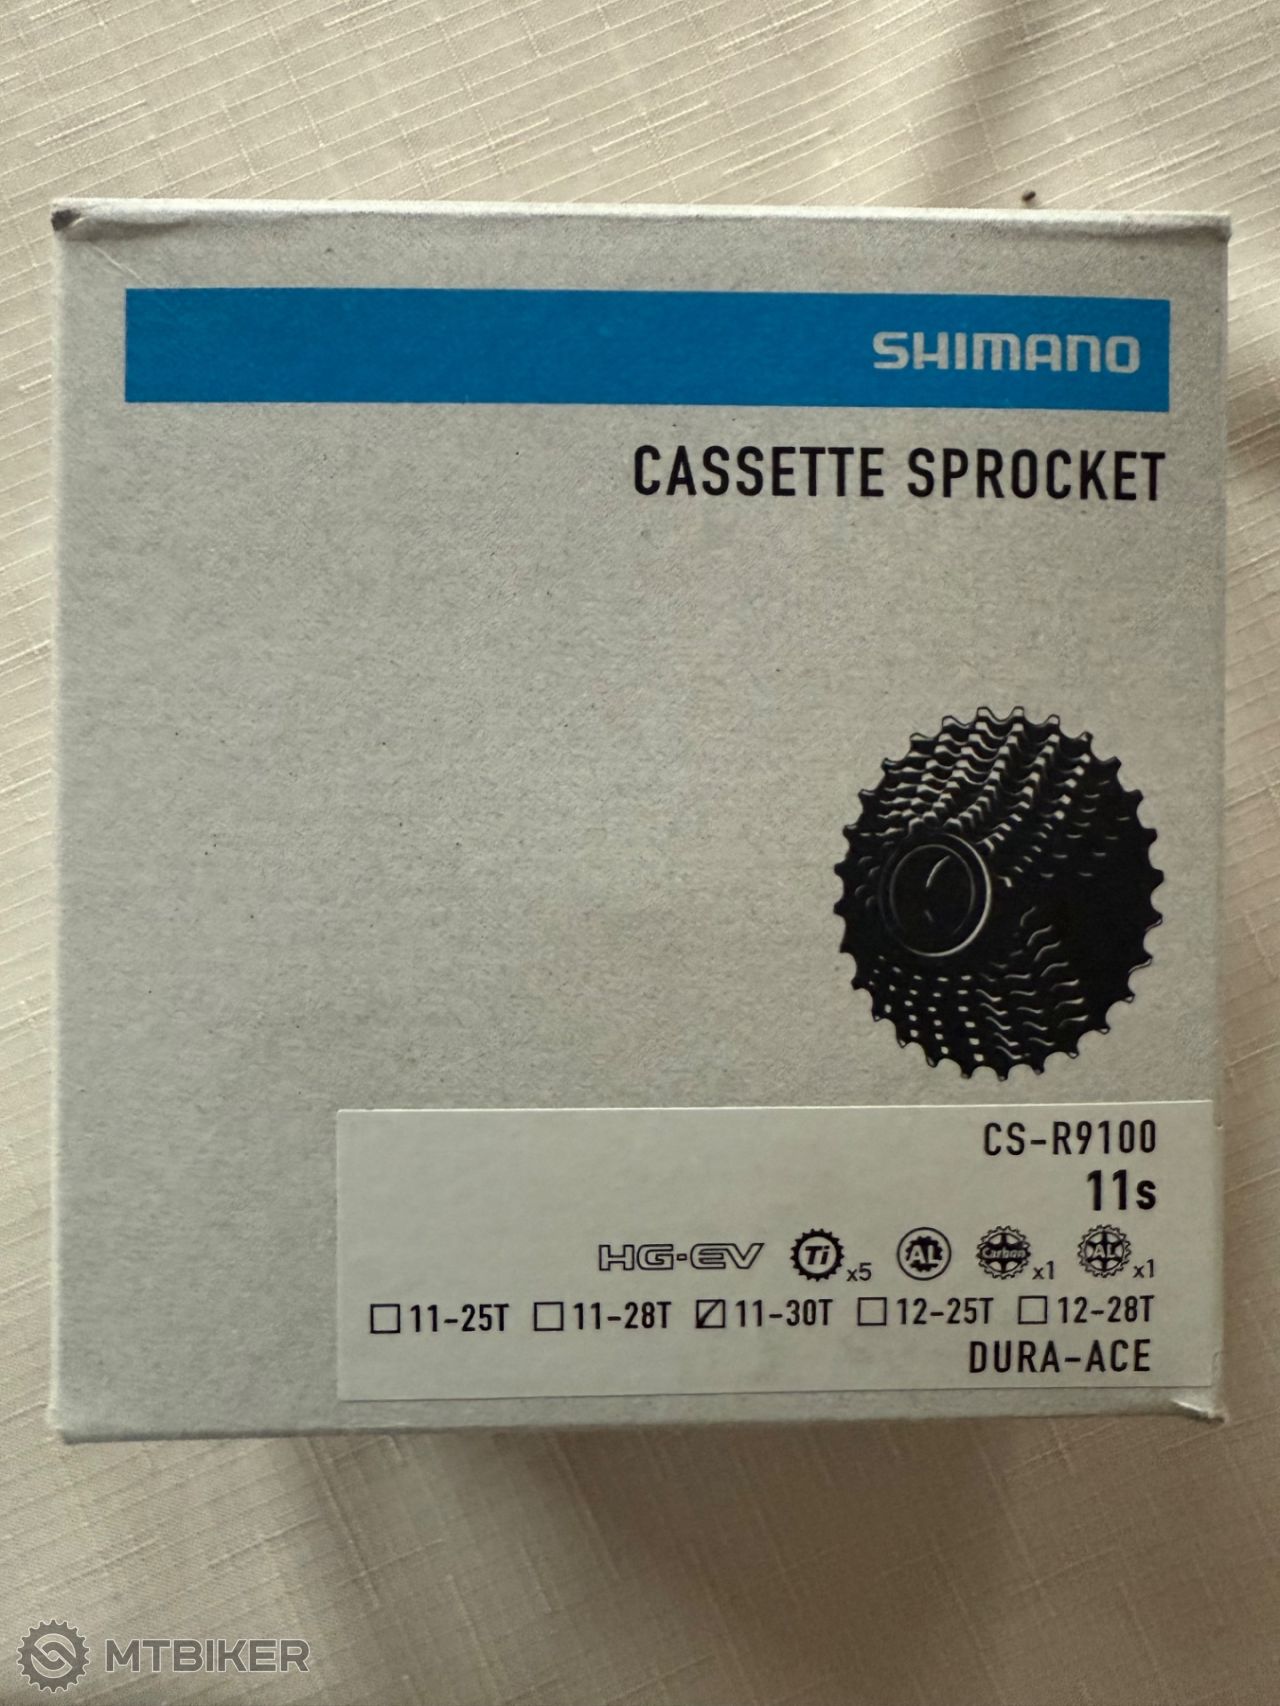 SHIMANO
CASSETTE SPROCKET
CS-R9100
11s
HG-EV Ti x5 AL Carbon x1 AL x1
11-25T 11-28T 11-30T 12-25T 12-28T
DURA-ACE
MTBIKER